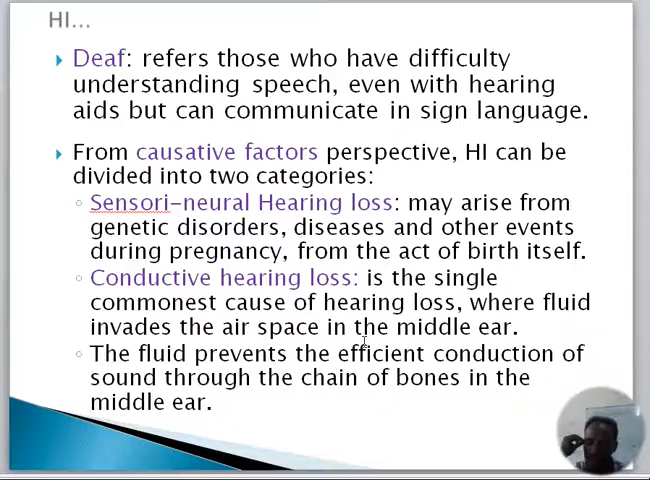 HI...
Deaf: refers those who have difficulty
understanding speech, even with hearing
aids but can communicate in sign language.
From causative factors perspective, HI can be
divided into two categories:
Sensori-neural Hearing loss: may arise from
genetic disorders, diseases and other events
during pregnancy, from the act of birth itself.
Conductive hearing loss: is the single
commonest cause of hearing loss, where fluid
invades the air space in the middle ear.
The fluid prevents the efficient conduction of
sound through the chain of bones in the
middle ear.